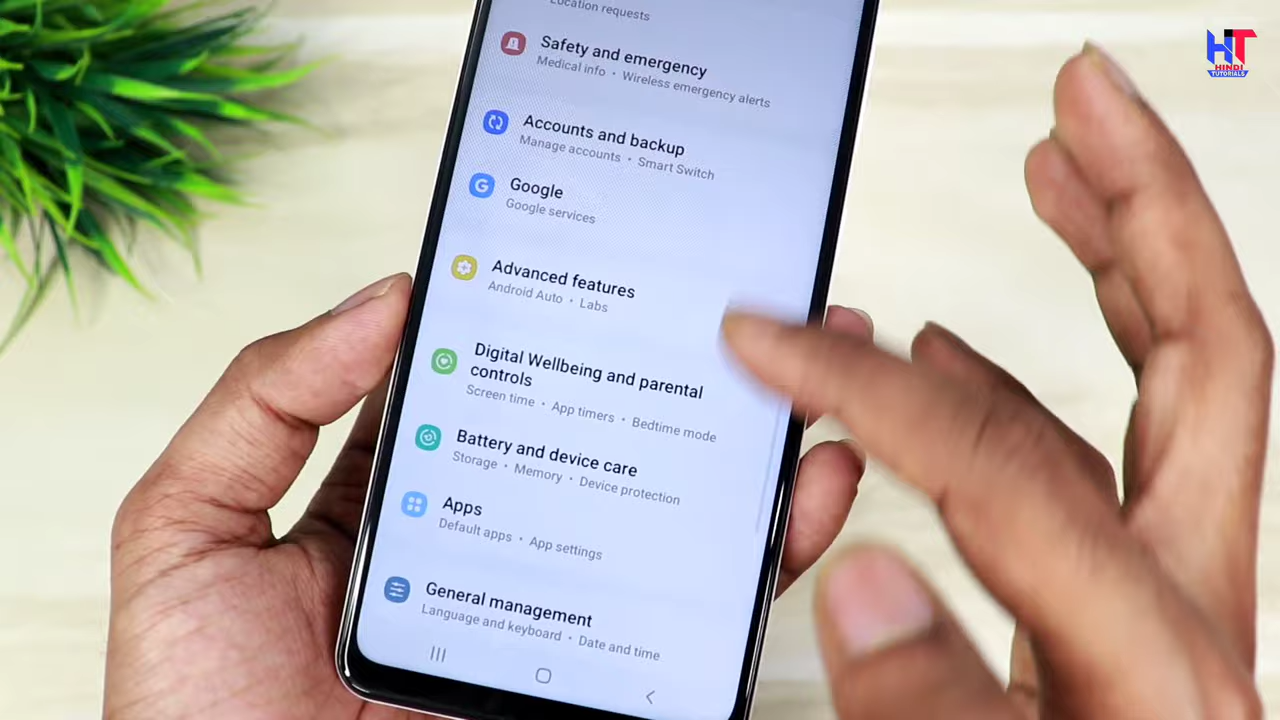 Location requests
Safety and emergency
Medical info • Wireless emergency alerts
Accounts and backup
Manage accounts • Smart Switch
Google
Google services
Advanced features
Android Auto • Labs
Digital Wellbeing and parental
controls
Screen time • App timers • Bedtime mode
Battery and device care
Storage • Memory • Device protection
Apps
Default apps • App settings
General management
Language and keyboard • Date and time
HT
HINDI
TUTORIALS